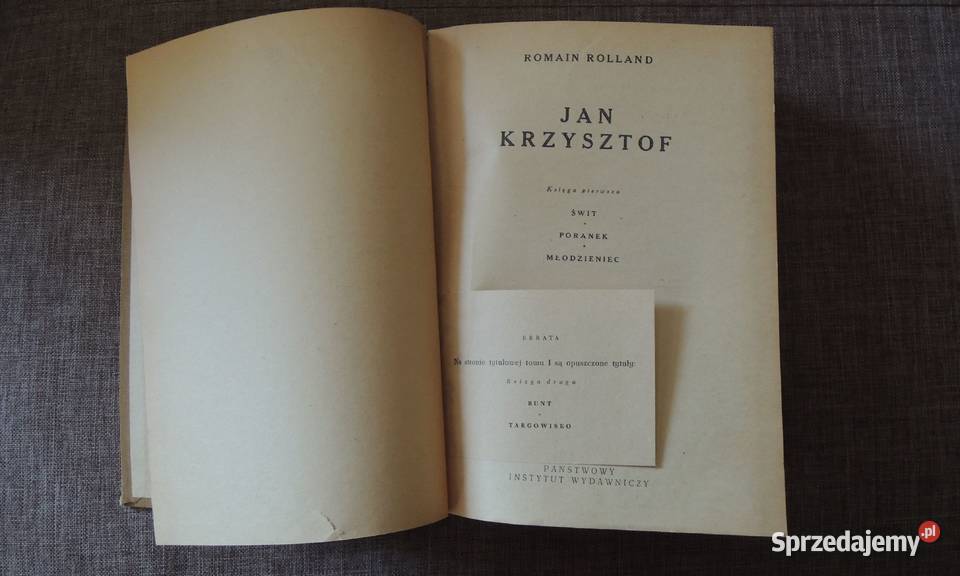 ROMAIN ROLLAND
JAN
KRZYSZTOF
Księga pierwsza
ŚWIT
PORANEK
MŁODZIENIEC
ERRATA
Na stronie tytułowej tomu I są opuszczone tytuły:
Księga druga
BUNT
TARGOWISKO
PAŃSTWOWY
INSTYTUT WYDAWNICZY
Sprzedajemy.pl